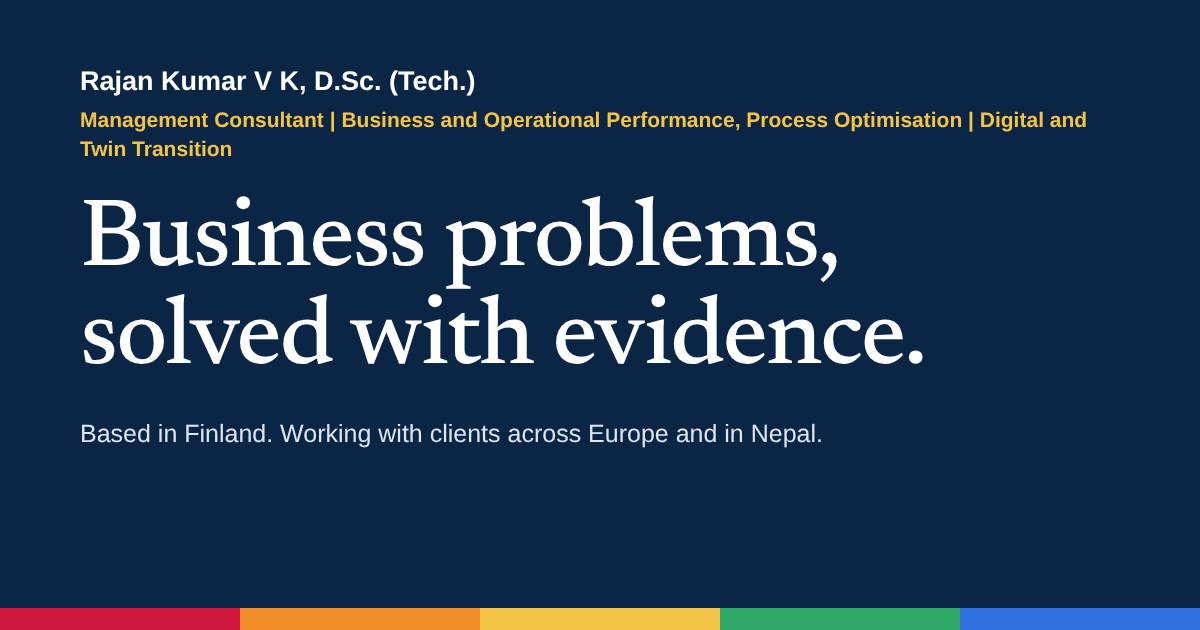 Rajan Kumar V K, D.Sc. (Tech.)
Management Consultant | Business and Operational Performance, Process Optimisation | Digital and
Twin Transition
Business problems,
solved with evidence.
Based in Finland. Working with clients across Europe and in Nepal.